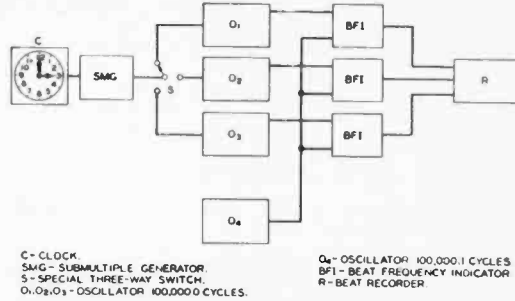 C
SMG
S
O₁
O₂
O₃
O₄
BFI
BFI
BFI
R
C-CLOCK.
SMG-SUBMULTIPLE GENERATOR.
S-SPECIAL THREE-WAY SWITCH.
O₁,O₂,O₃-OSCILLATOR 100,000.0 CYCLES.
O₄-OSCILLATOR 100,000.1 CYCLES
BFI-BEAT FREQUENCY INDICATOR
R-BEAT RECORDER.